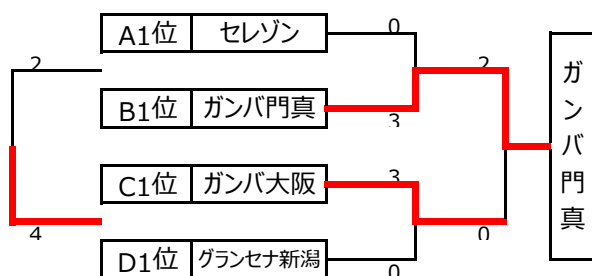 A1位 セレゾン 0
2 2
B1位 ガンバ門真 3
ガンバ門真
C1位 ガンバ大阪 3
4 0
D1位 グランセナ新潟 0